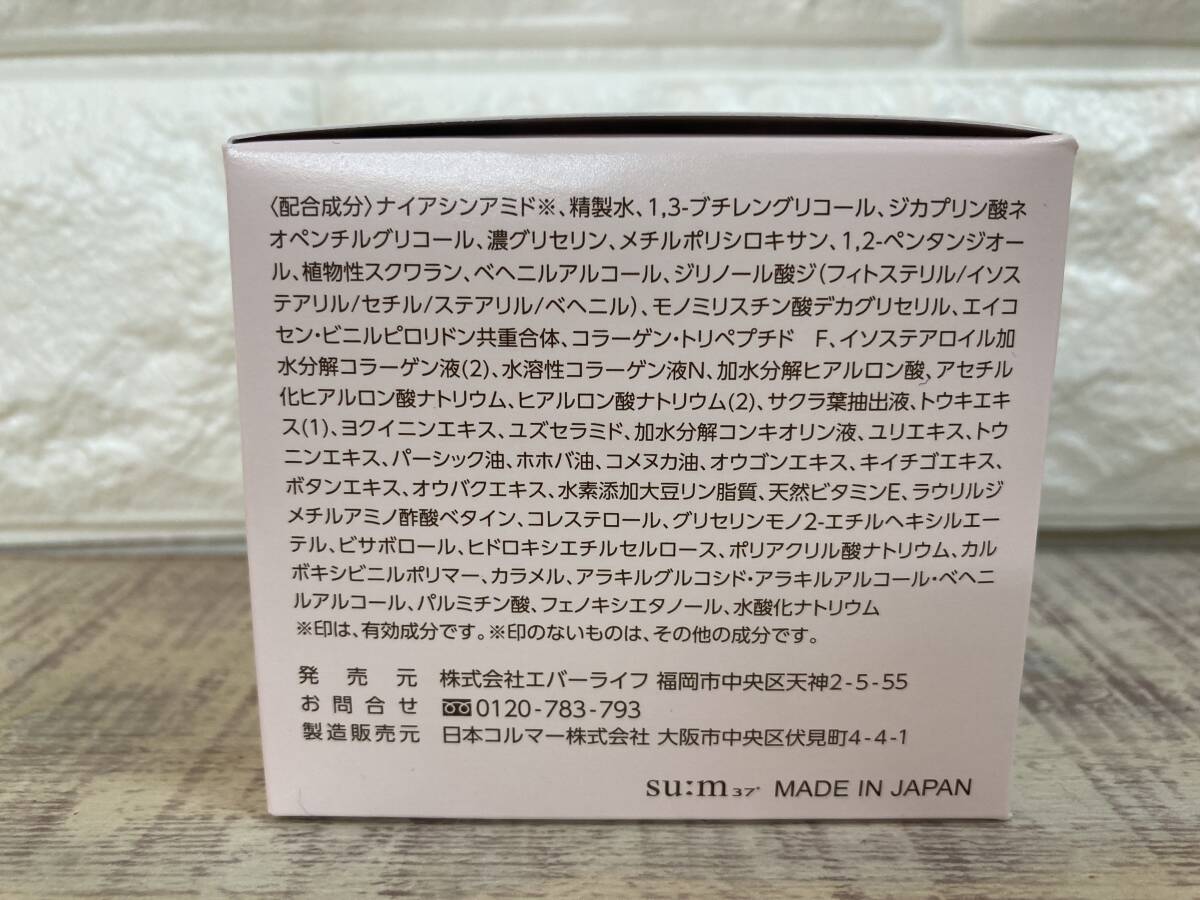 〈配合成分〉ナイアシンアミド※、精製水、1,3-ブチレングリコール、ジカプリン酸ネ
オペンチルグリコール、濃グリセリン、メチルポリシロキサン、1,2-ペンタンジオー
ル、植物性スクワラン、ベヘニルアルコール、ジリノール酸ジ(フィトステリル/イソス
テアリル/セチル/ステアリル/ベヘニル)、モノミリスチン酸デカグリセリル、エイコ
セン・ビニルピロリドン共重合体、コラーゲン・トリペプチド F、イソステアロイル加
水分解コラーゲン液(2)、水溶性コラーゲン液N、加水分解ヒアルロン酸、アセチル
化ヒアルロン酸ナトリウム、ヒアルロン酸ナトリウム(2)、サクラ葉抽出液、トウキエキ
ス(1)、ヨクイニンエキス、ユズセラミド、加水分解コンキオリン液、ユリエキス、トウ
ニンエキス、パーシック油、ホホバ油、コメヌカ油、オウゴンエキス、キイチゴエキス、
ボタンエキス、オウバクエキス、水素添加大豆リン脂質、天然ビタミンE、ラウリルジ
メチルアミノ酢酸ベタイン、コレステロール、グリセリンモノ2-エチルヘキシルエー
テル、ビサボロール、ヒドロキシエチルセルロース、ポリアクリル酸ナトリウム、カル
ボキシビニルポリマー、カラメル、アラキルグルコシド・アラキルアルコール・ベヘニ
ルアルコール、パルミチン酸、フェノキシエタノール、水酸化ナトリウム
※印は、有効成分です。※印のないものは、その他の成分です。
発売元 株式会社エバーライフ 福岡市中央区天神2-5-55
お問合せ 0120-783-793
製造販売元 日本コルマー株式会社 大阪市中央区伏見町4-4-1
su:m37° MADE IN JAPAN